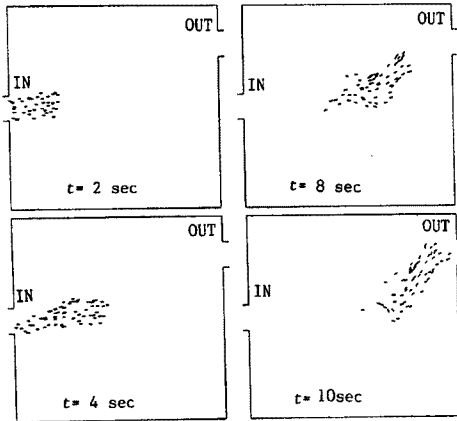 OUT
IN
t= 2 sec
OUT
IN
t= 8 sec
OUT
IN
t= 4 sec
OUT
IN
t= 10sec